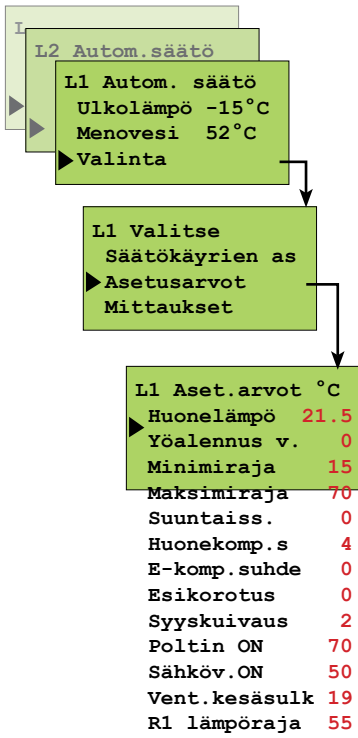 L
L2 Autom.säätö
L1 Autom. säätö
Ulkolämpö -15°C
Menovesi 52°C
Valinta
L1 Valitse
Säätökäyrien as
Asetusarvot
Mittaukset
L1 Aset.arvot °C
Huonelämpö 21.5
Yöalennus v. 0
Minimiraja 15
Maksimiraja 70
Suuntaiss. 0
Huonekomp.s 4
E-komp.suhde 0
Esikorotus 0
Syyskuivaus 2
Poltin ON 70
Sähköv.ON 50
Vent.kesäsulk 19
R1 lämpöraja 55